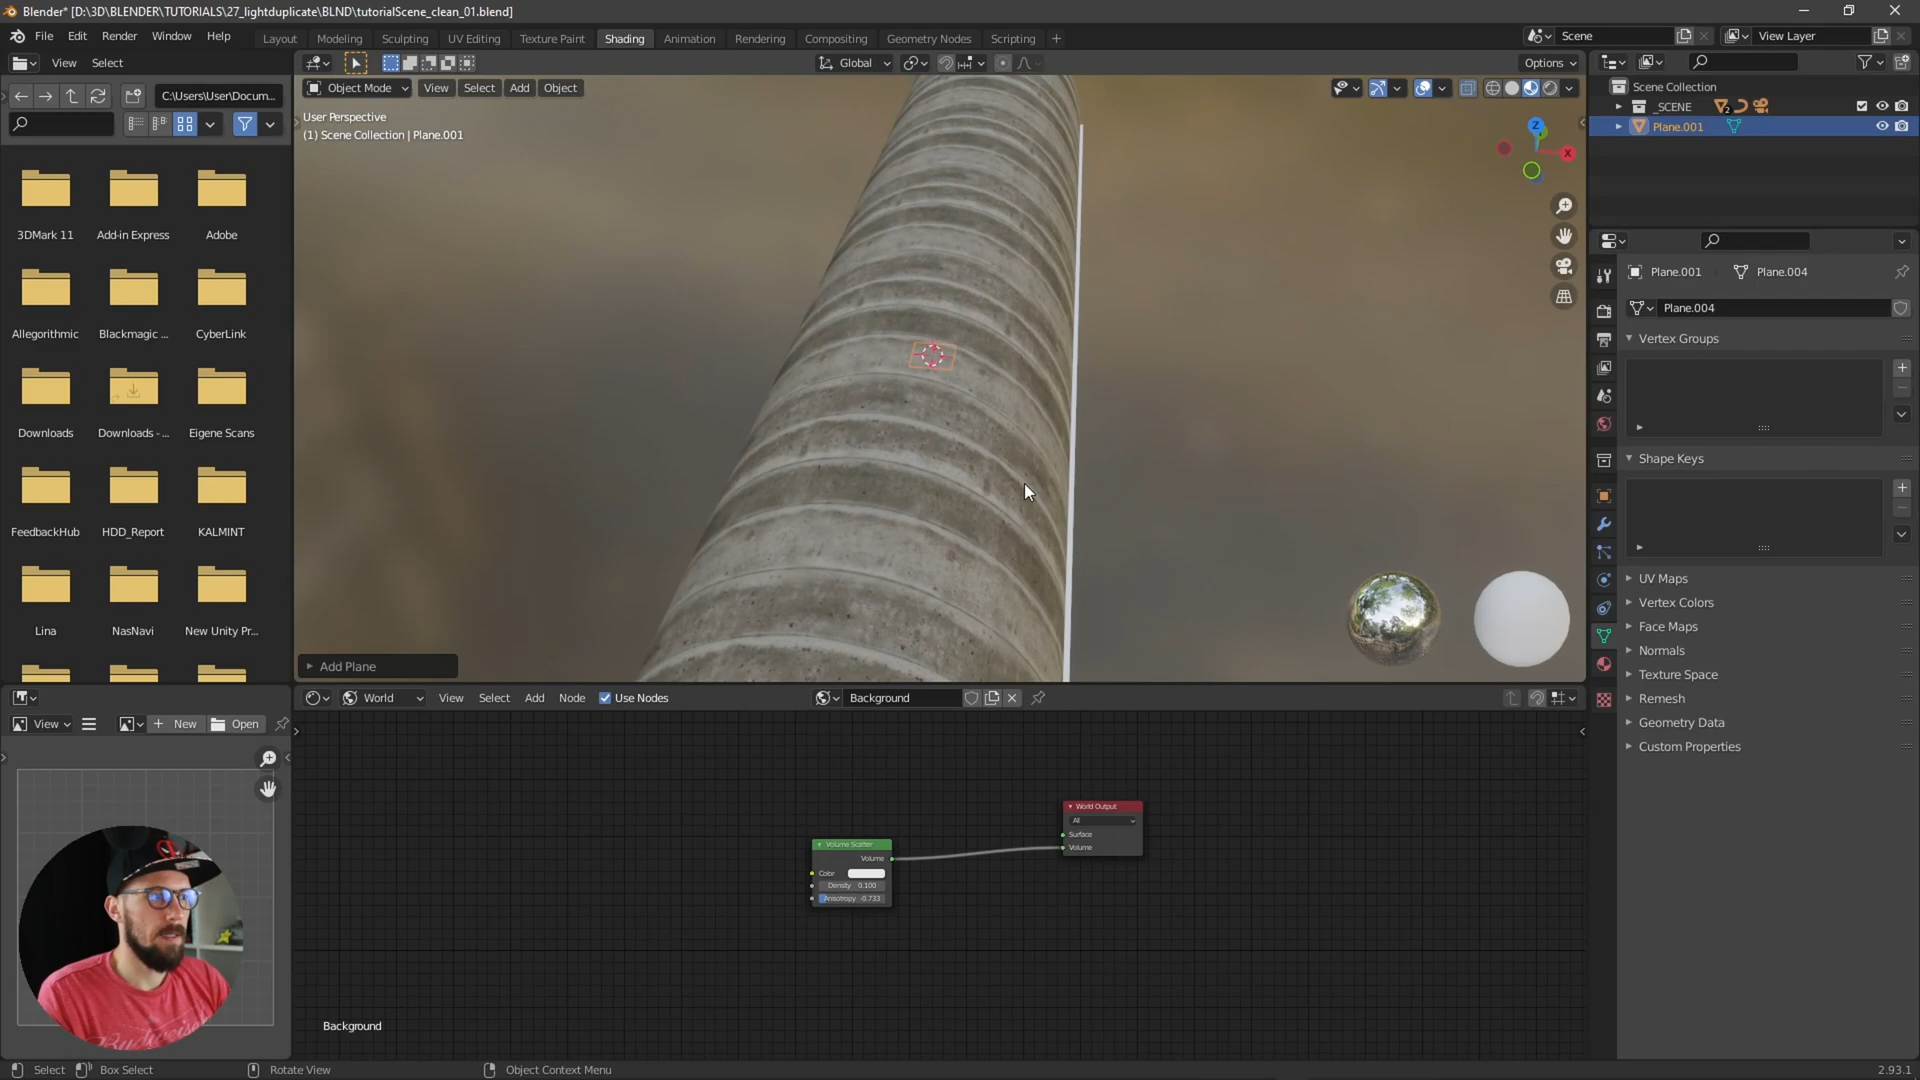 Blender* [D:\3D\BLENDER\TUTORIALS\27_lightduplicate\BLND\tutorialScene_clean_01.blend]
File Edit Render Window Help Layout Modeling Sculpting UV Editing Texture Paint Shading Animation Rendering Compositing Geometry Nodes Scripting + Scene View Layer
View Select Global Options
C:\Users\User\Docum... Object Mode View Select Add Object
User Perspective
(1) Scene Collection | Plane.001
Scene Collection
_SCENE 2
Plane.001
Z
X
3DMark 11 Add-in Express Adobe
Allegorithmic Blackmagic ... CyberLink
Downloads Downloads -... Eigene Scans
FeedbackHub HDD_Report KALMINT
Lina NasNavi New Unity Pr...
Plane.001 Plane.004
Plane.004
Vertex Groups
Shape Keys
UV Maps
Vertex Colors
Face Maps
Normals
Texture Space
Remesh
Geometry Data
Custom Properties
Add Plane
World View Select Add Node Use Nodes Background
View New Open
World Output
All
Surface
Volume
Volume Scatter
Volume
Color
Density 0.100
Anisotropy -0.733
Budweiser
Background
Select Box Select Rotate View Object Context Menu 2.93.1